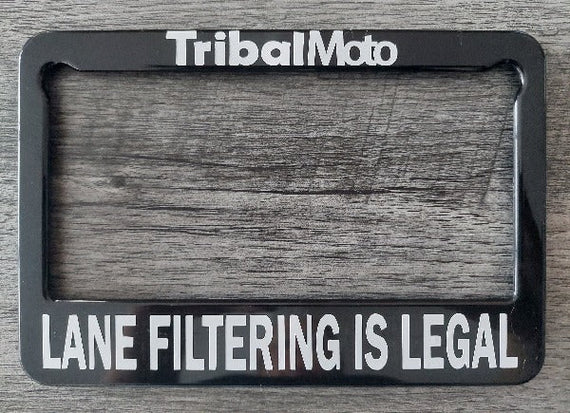 TribalMoto
LANE FILTERING IS LEGAL